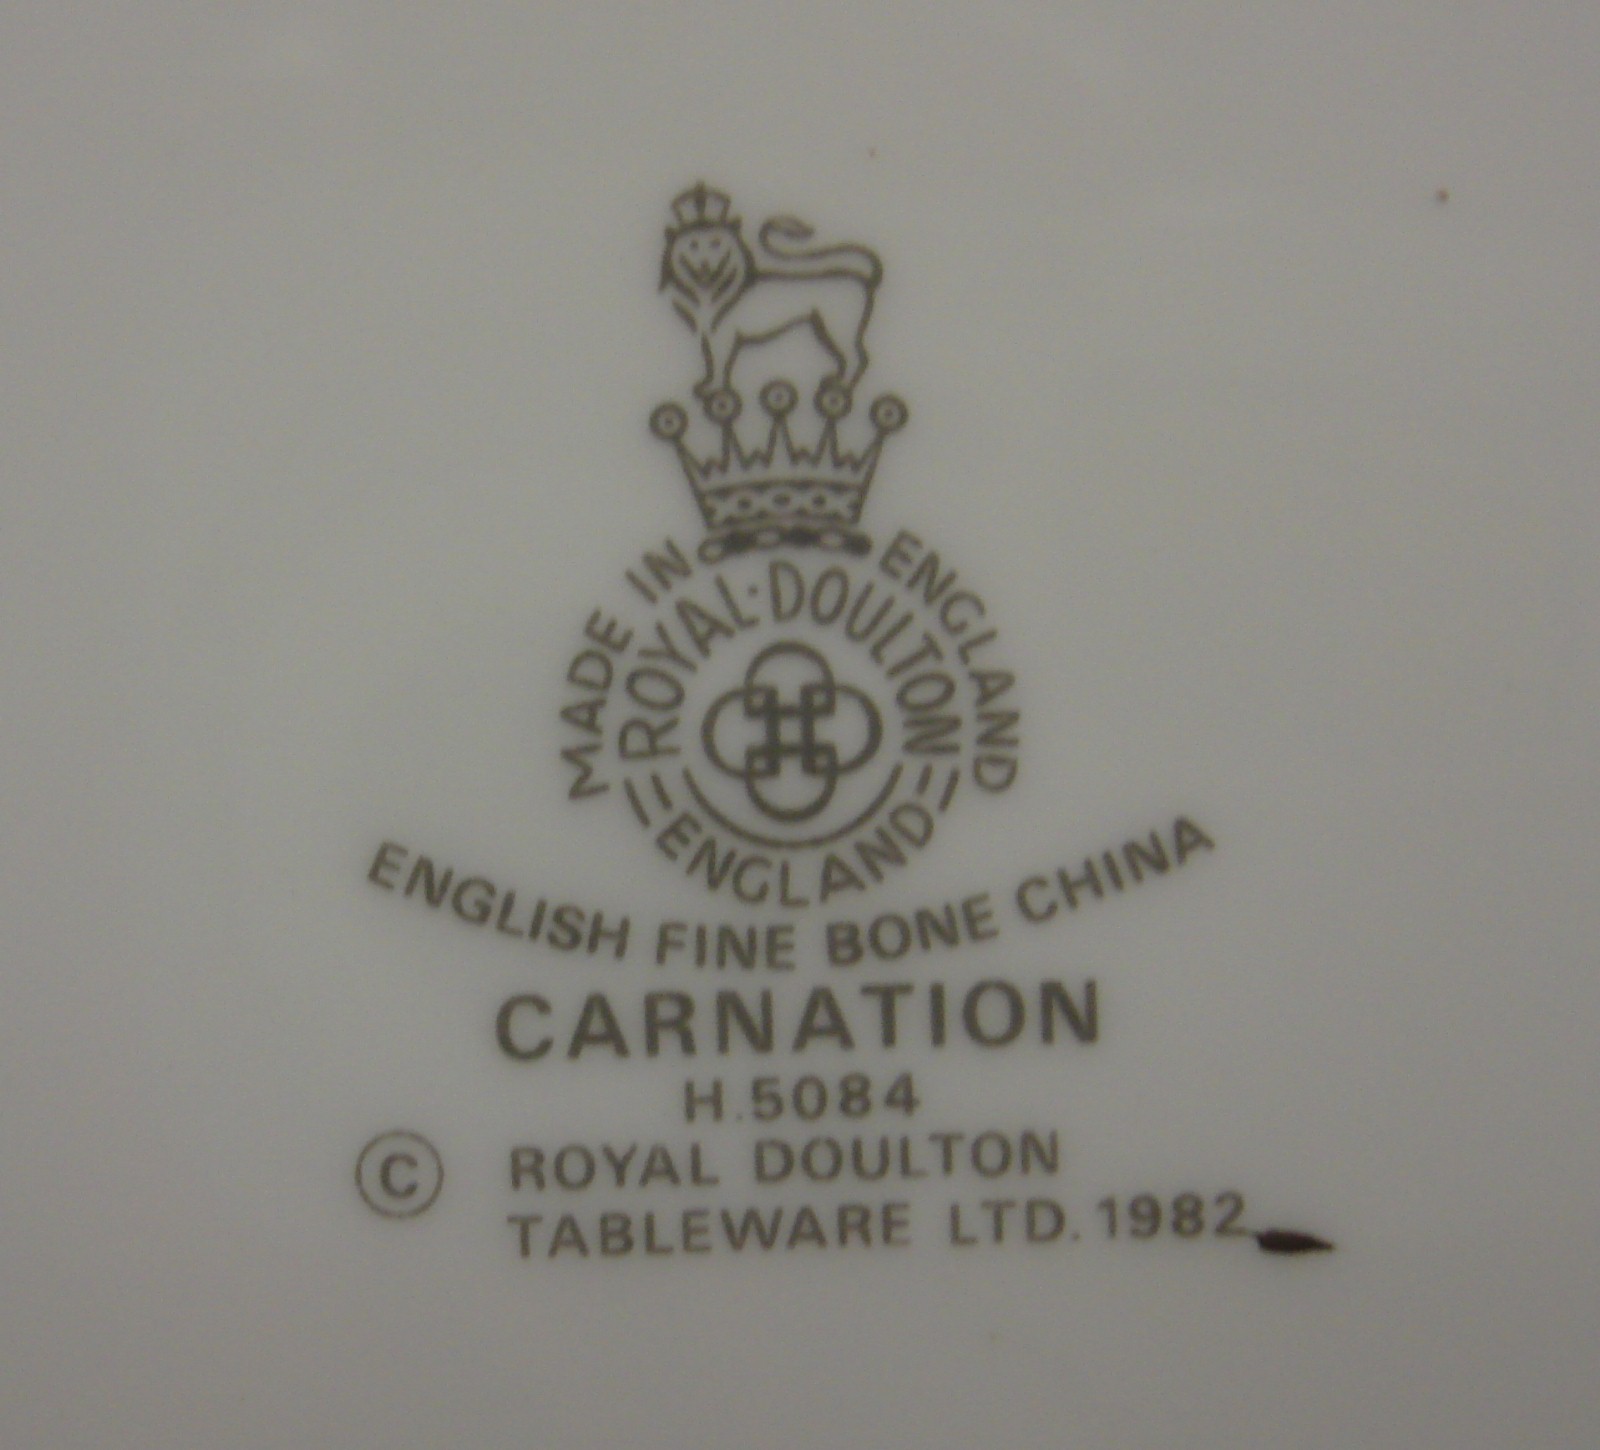 MADE IN ENGLAND
ROYAL·DOULTON
ENGLAND
ENGLISH FINE BONE CHINA
CARNATION
H.5084
© ROYAL DOULTON
TABLEWARE LTD. 1982